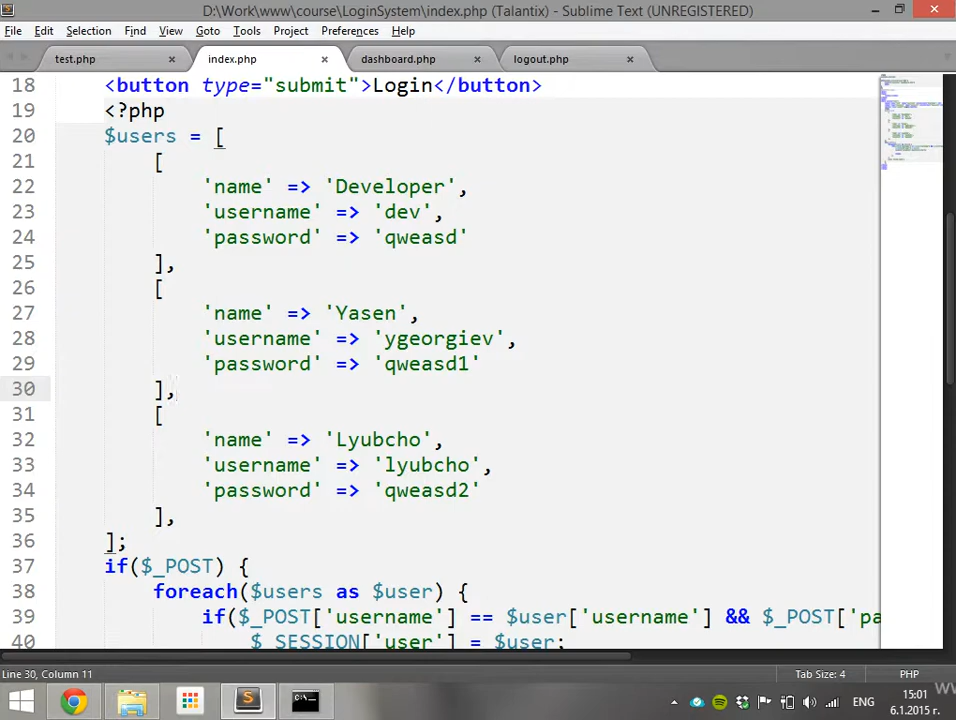 D:\Work\www\course\LoginSystem\index.php (Talantix) - Sublime Text (UNREGISTERED)
File Edit Selection Find View Goto Tools Project Preferences Help
test.php index.php dashboard.php logout.php
18 <button type="submit">Login</button>
19 <?php
20 $users = [
21 [
22 'name' => 'Developer',
23 'username' => 'dev',
24 'password' => 'qweasd'
25 ],
26 [
27 'name' => 'Yasen',
28 'username' => 'ygeorgiev',
29 'password' => 'qweasd1'
30 ],
31 [
32 'name' => 'Lyubcho',
33 'username' => 'lyubcho',
34 'password' => 'qweasd2'
35 ],
36 ];
37 if($_POST) {
38 foreach($users as $user) {
39 if($_POST['username'] == $user['username'] && $_POST['pa
40 $_SESSION['user'] = $user;
Line 30, Column 11 Tab Size: 4 PHP
ENG 15:01
6.1.2015 г.